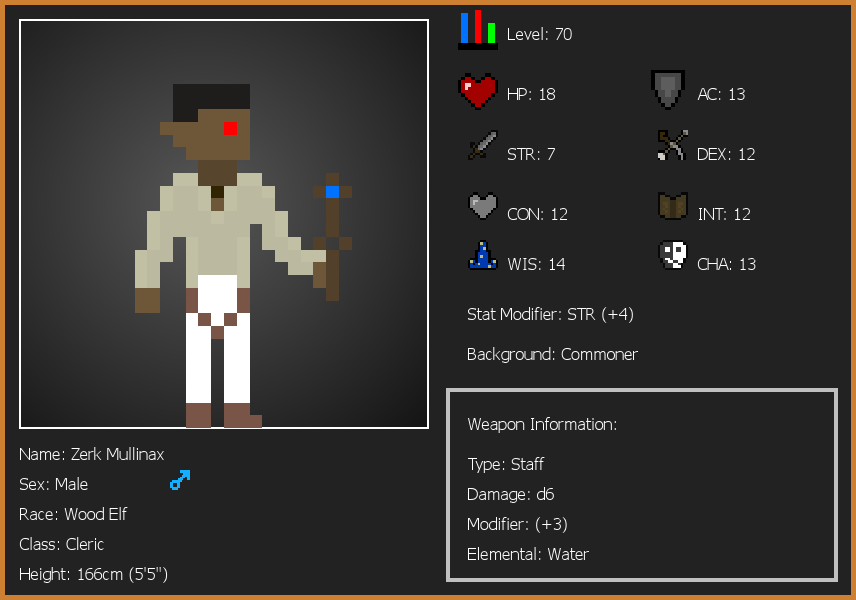 Level: 70
HP: 18
AC: 13
STR: 7
DEX: 12
CON: 12
INT: 12
WIS: 14
CHA: 13
Stat Modifier: STR (+4)
Background: Commoner
Weapon Information:
Type: Staff
Damage: d6
Modifier: (+3)
Elemental: Water
Name: Zerk Mullinax
Sex: Male
Race: Wood Elf
Class: Cleric
Height: 166cm (5'5")